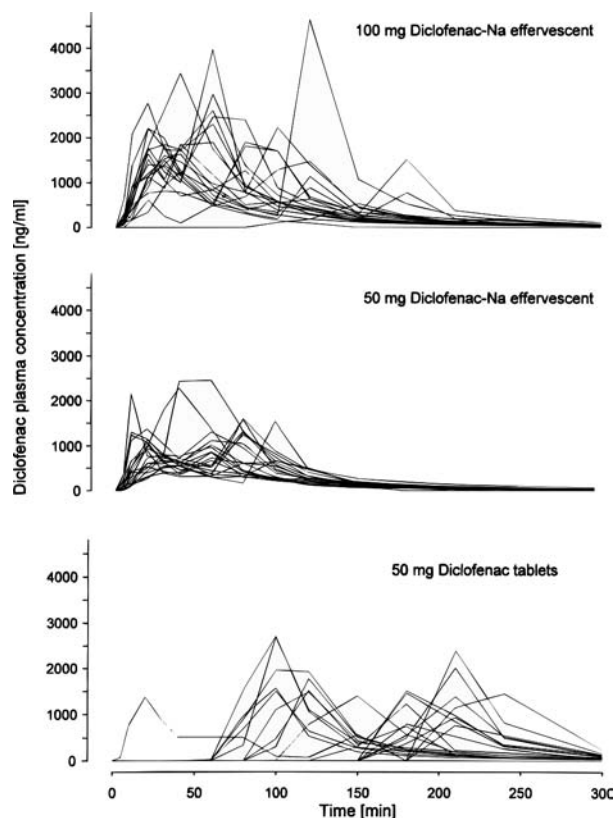 100 mg Diclofenac-Na effervescent
4000
3000
2000
1000
0
50 mg Diclofenac-Na effervescent
4000
3000
2000
1000
0
Diclofenac plasma concentration [ng/ml]
50 mg Diclofenac tablets
4000
3000
2000
1000
0
0 50 100 150 200 250 300
Time [min]